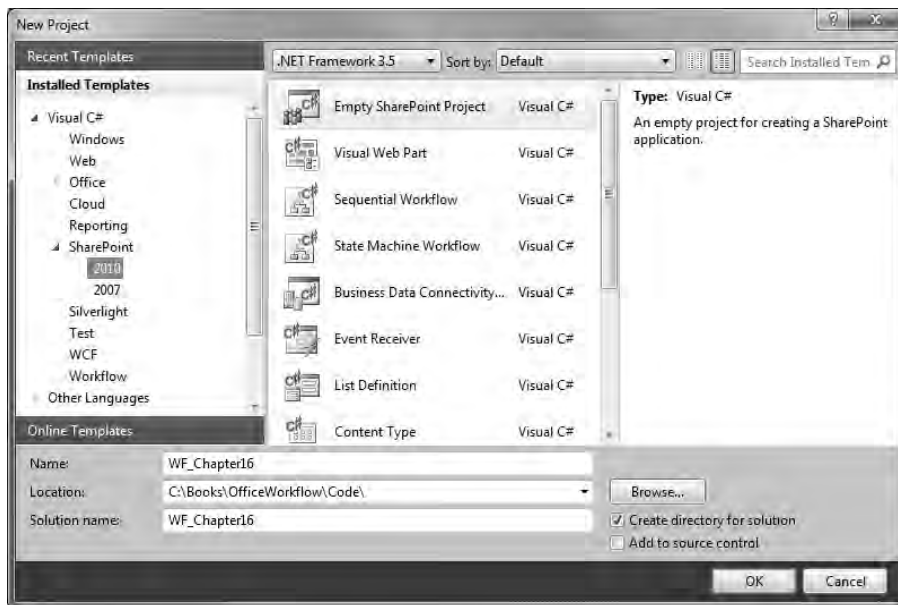 New Project
Recent Templates
.NET Framework 3.5 Sort by: Default Search Installed Tem
Installed Templates
Visual C#
Windows
Web
Office
Cloud
Reporting
SharePoint
2010
2007
Silverlight
Test
WCF
Workflow
Other Languages
Online Templates
Empty SharePoint Project Visual C#
Visual Web Part Visual C#
Sequential Workflow Visual C#
State Machine Workflow Visual C#
Business Data Connectivity... Visual C#
Event Receiver Visual C#
List Definition Visual C#
Content Type Visual C#
Type: Visual C#
An empty project for creating a SharePoint
application.
Name: WF_Chapter16
Location: C:\Books\OfficeWorkflow\Code\ Browse...
Solution name: WF_Chapter16
Create directory for solution
Add to source control
OK Cancel